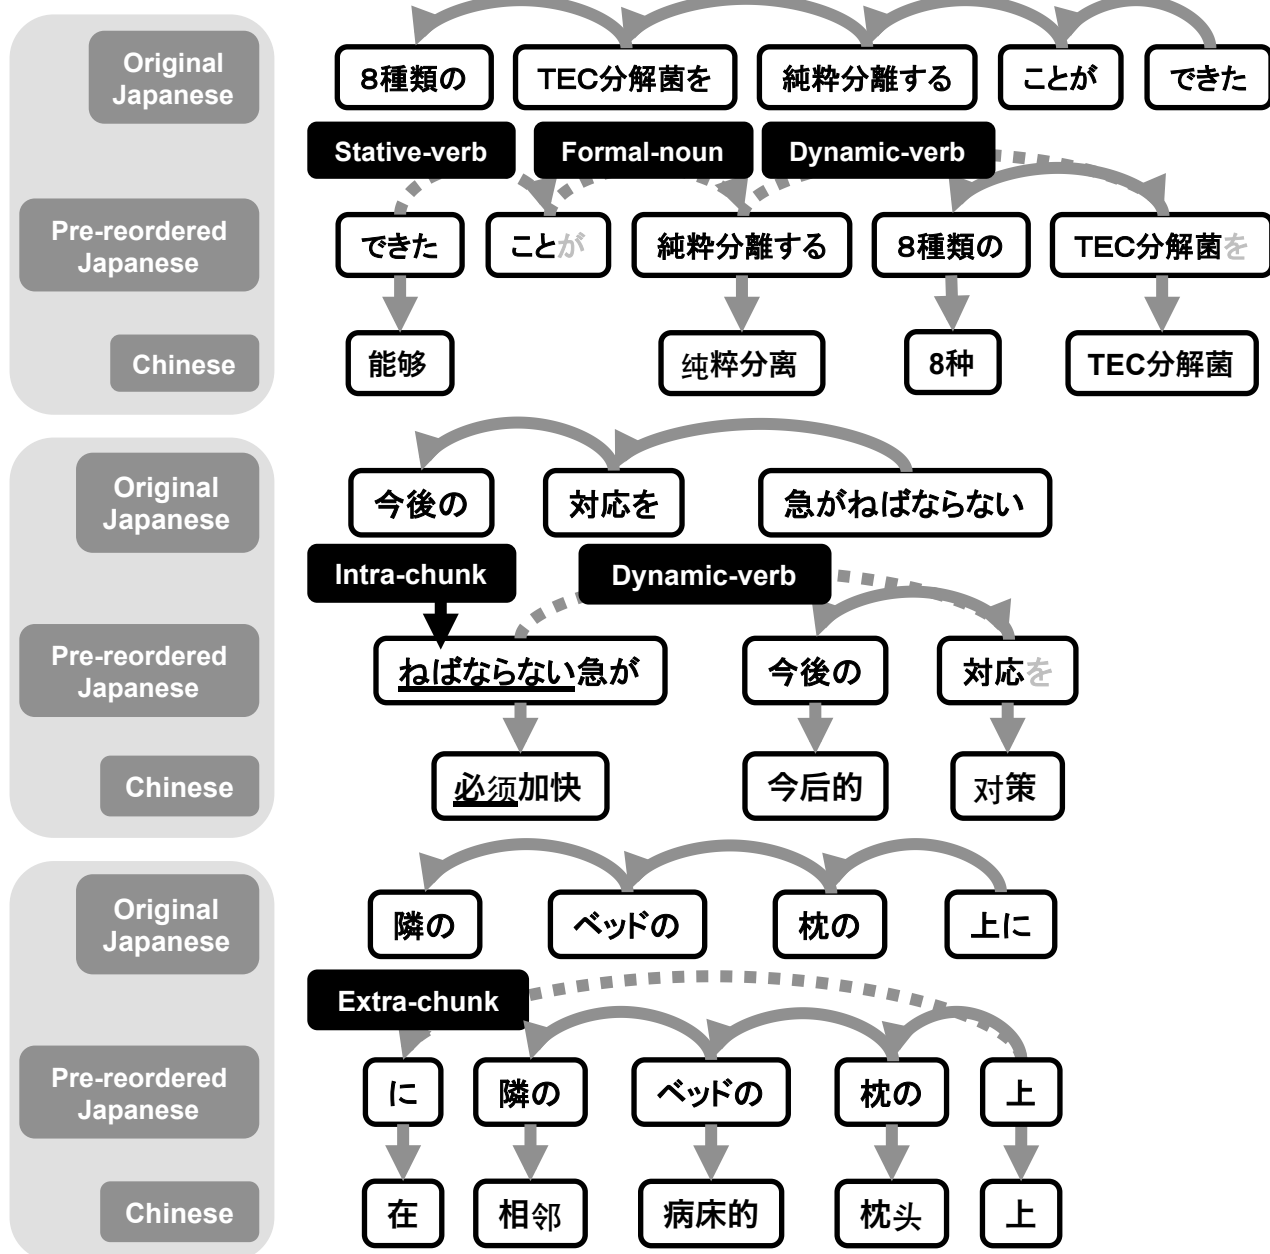 Original
Japanese
8種類の TEC分解菌を 純粋分離する ことが できた
Stative-verb Formal-noun Dynamic-verb
Pre-reordered
Japanese
できた ことが 純粋分離する 8種類の TEC分解菌を
Chinese
能够 纯粹分离 8种 TEC分解菌
Original
Japanese
今後の 対応を 急がねばならない
Intra-chunk Dynamic-verb
Pre-reordered
Japanese
ねばならない急が 今後の 対応を
Chinese
必须加快 今后的 对策
Original
Japanese
隣の ベッドの 枕の 上に
Extra-chunk
Pre-reordered
Japanese
に 隣の ベッドの 枕の 上
Chinese
在 相邻 病床的 枕头 上